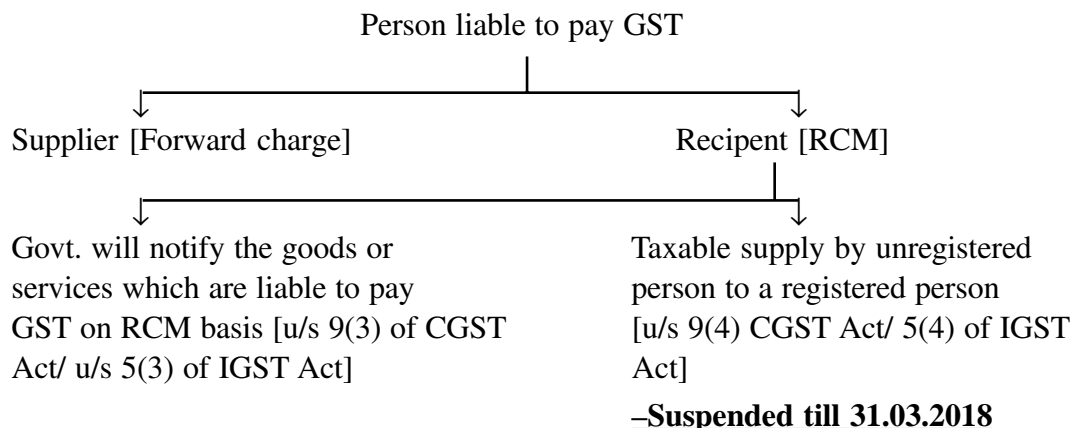 Person liable to pay GST
Supplier [Forward charge]
Recipent [RCM]
Govt. will notify the goods or
services which are liable to pay
GST on RCM basis [u/s 9(3) of CGST
Act/ u/s 5(3) of IGST Act]
Taxable supply by unregistered
person to a registered person
[u/s 9(4) CGST Act/ 5(4) of IGST
Act]
–Suspended till 31.03.2018